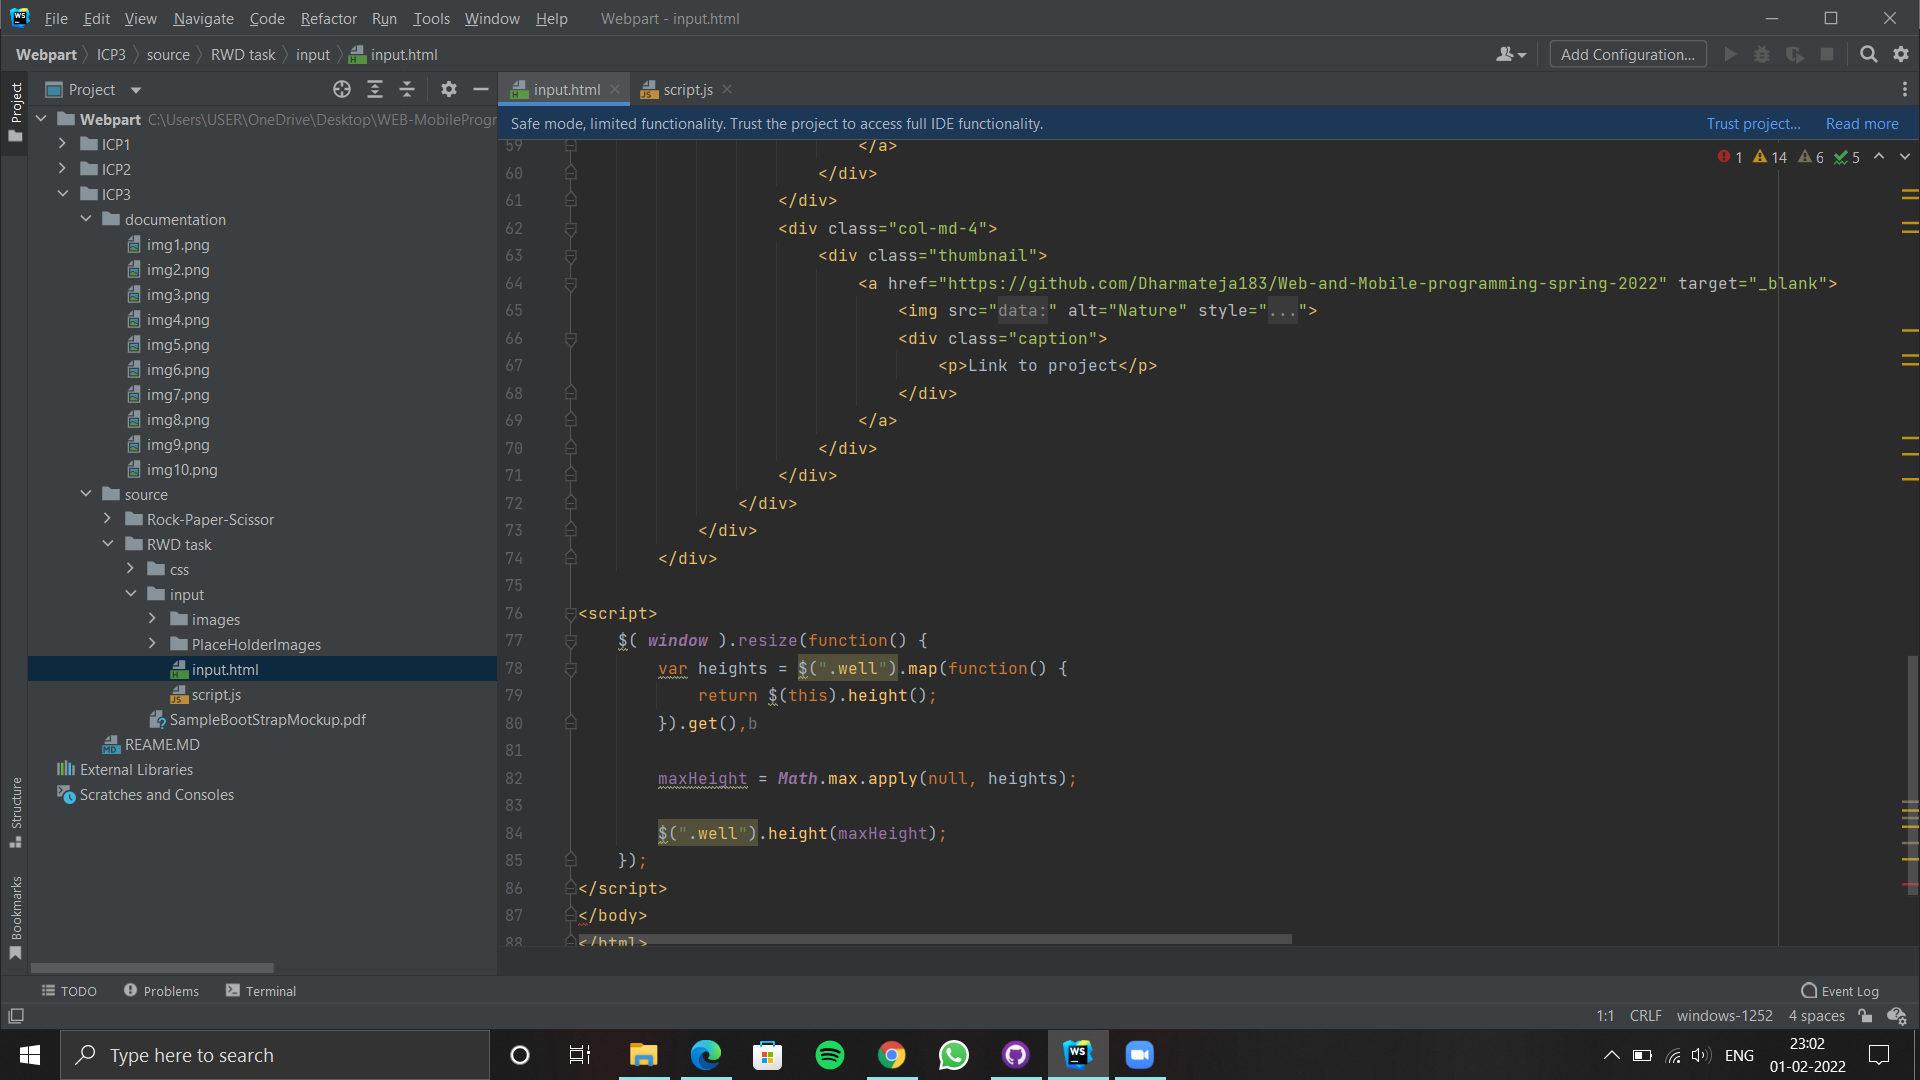 File Edit View Navigate Code Refactor Run Tools Window Help Webpart - input.html
Webpart ICP3 source RWD task input input.html Add Configuration...
Project input.html script.js
Safe mode, limited functionality. Trust the project to access full IDE functionality. Trust project... Read more
1 14 6 5
Project
Webpart C:\Users\USER\OneDrive\Desktop\WEB-MobileProgr
ICP1
ICP2
ICP3
documentation
img1.png
img2.png
img3.png
img4.png
img5.png
img6.png
img7.png
img8.png
img9.png
img10.png
source
Rock-Paper-Scissor
RWD task
css
input
images
PlaceHolderImages
input.html
script.js
SampleBootStrapMockup.pdf
REAME.MD
External Libraries
Scratches and Consoles
Structure
Bookmarks
59 </a>
60 </div>
61 </div>
62 <div class="col-md-4">
63 <div class="thumbnail">
64 <a href="https://github.com/Dharmateja183/Web-and-Mobile-programming-spring-2022" target="_blank">
65 <img src="data:" alt="Nature" style="...">
66 <div class="caption">
67 <p>Link to project</p>
68 </div>
69 </a>
70 </div>
71 </div>
72 </div>
73 </div>
74 </div>
75
76 <script>
77 $( window ).resize(function() {
78 var heights = $(".well").map(function() {
79 return $(this).height();
80 }).get(),b
81
82 maxHeight = Math.max.apply(null, heights);
83
84 $(".well").height(maxHeight);
85 });
86 </script>
87 </body>
88 </html>
TODO Problems Terminal Event Log
1:1 CRLF windows-1252 4 spaces
Type here to search
WS
ENG
23:02
01-02-2022